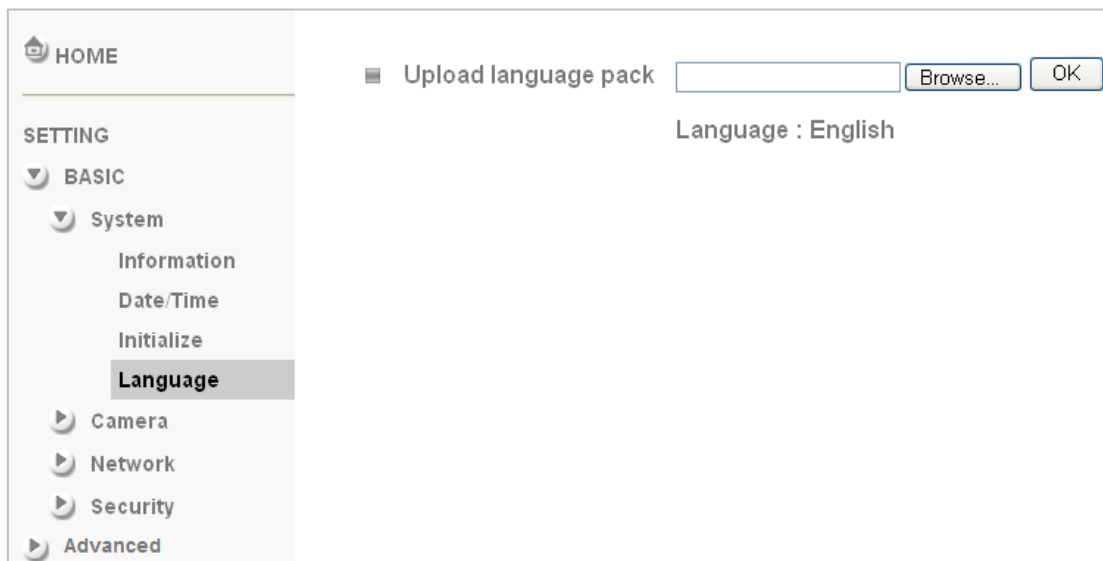 HOME
SETTING
BASIC
System
Information
Date/Time
Initialize
Language
Camera
Network
Security
Advanced
Upload language pack Browse... OK
Language : English